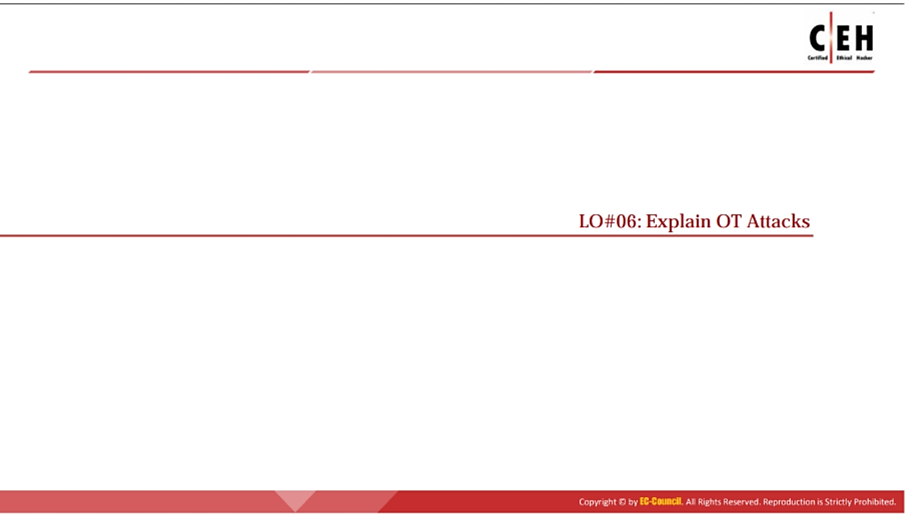 C|EH
Certified Ethical Hacker
LO#06: Explain OT Attacks
Copyright © by EC-Council. All Rights Reserved. Reproduction is Strictly Prohibited.